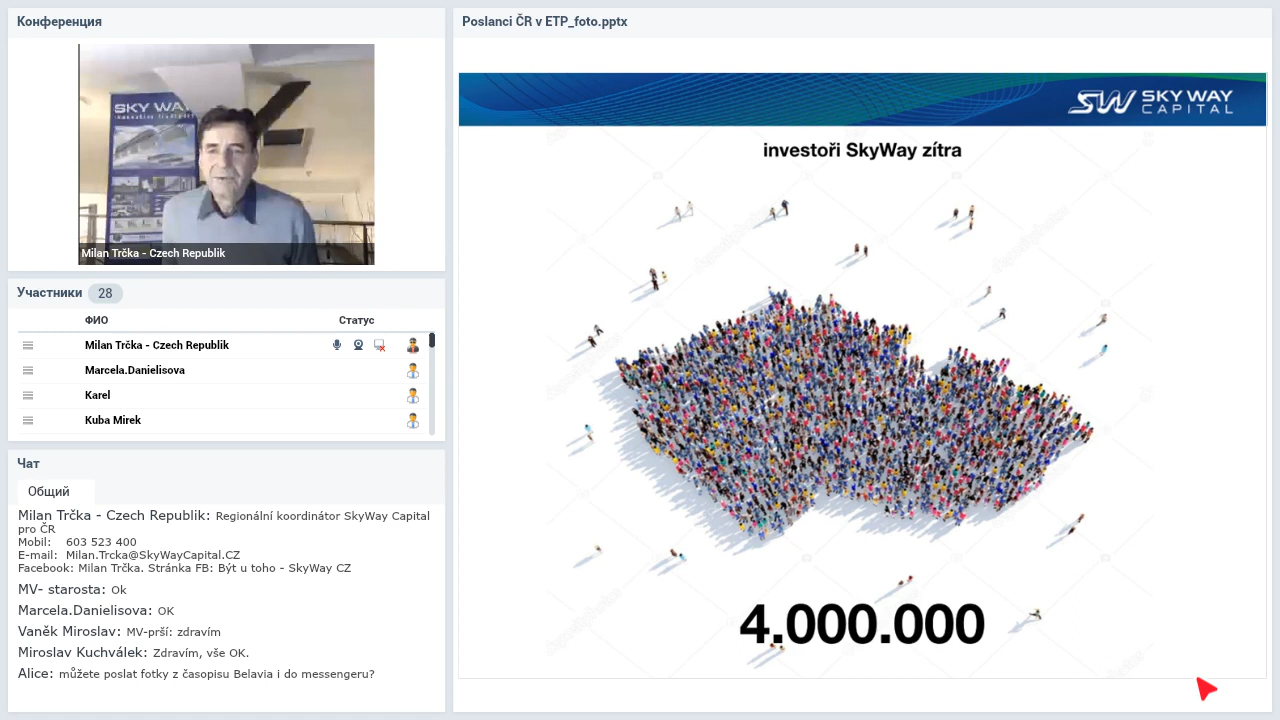 Конференция
SKY WA
Milan Trčka - Czech Republik
Участники 28
ФИО Статус
Milan Trčka - Czech Republik
Marcela.Danielisova
Karel
Kuba Mirek
Чат
Общий
Milan Trčka - Czech Republik: Regionální koordinátor SkyWay Capital
pro ČR
Mobil: 603 523 400
E-mail: Milan.Trcka@SkyWayCapital.CZ
Facebook: Milan Trčka. Stránka FB: Být u toho - SkyWay CZ
MV- starosta: Ok
Marcela.Danielisova: OK
Vaněk Miroslav: MV-prší: zdravím
Miroslav Kuchválek: Zdravím, vše OK.
Alice: můžete poslat fotky z časopisu Belavia i do messengeru?
Poslanci ČR v ETP_foto.pptx
SW SKY WAY
CAPITAL
investoři SkyWay zítra
4.000.000